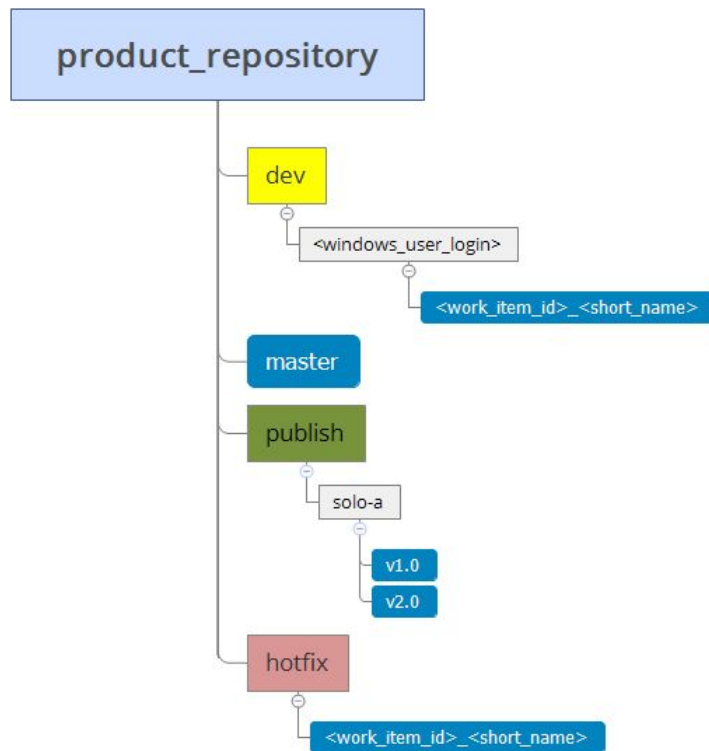 product_repository
dev
<windows_user_login>
<work_item_id>_<short_name>
master
publish
solo-a
v1.0
v2.0
hotfix
<work_item_id>_<short_name>